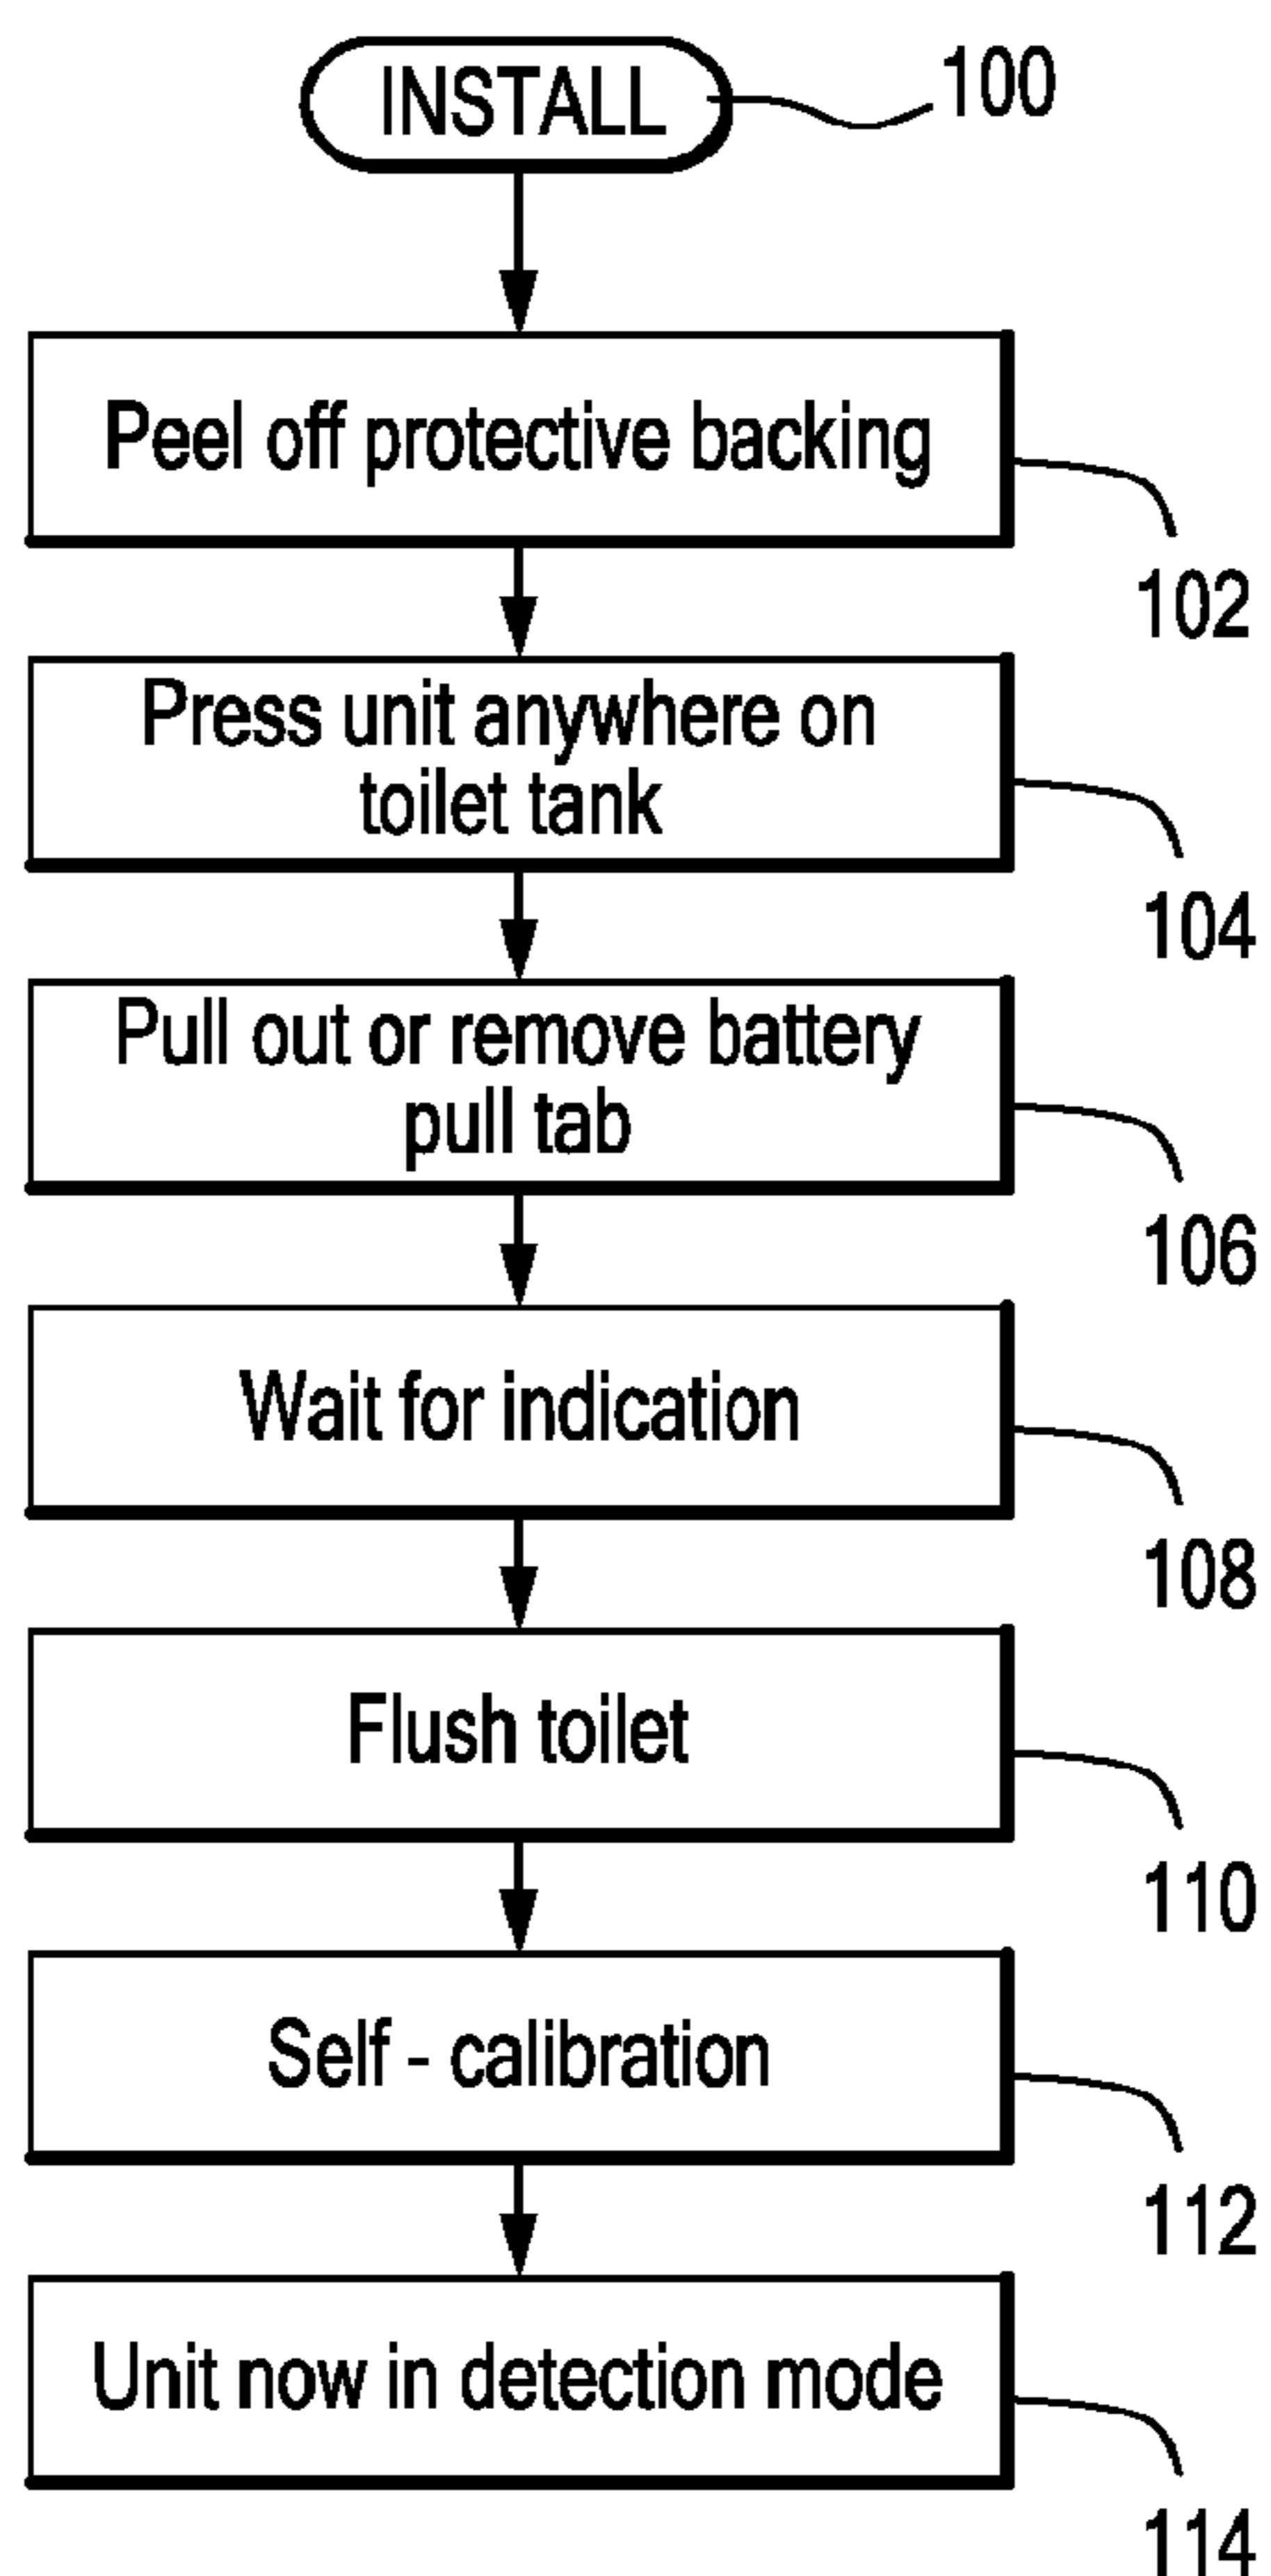 INSTALL
100
Peel off protective backing
102
Press unit anywhere on
toilet tank
104
Pull out or remove battery
pull tab
106
Wait for indication
108
Flush toilet
110
Self - calibration
112
Unit now in detection mode
114